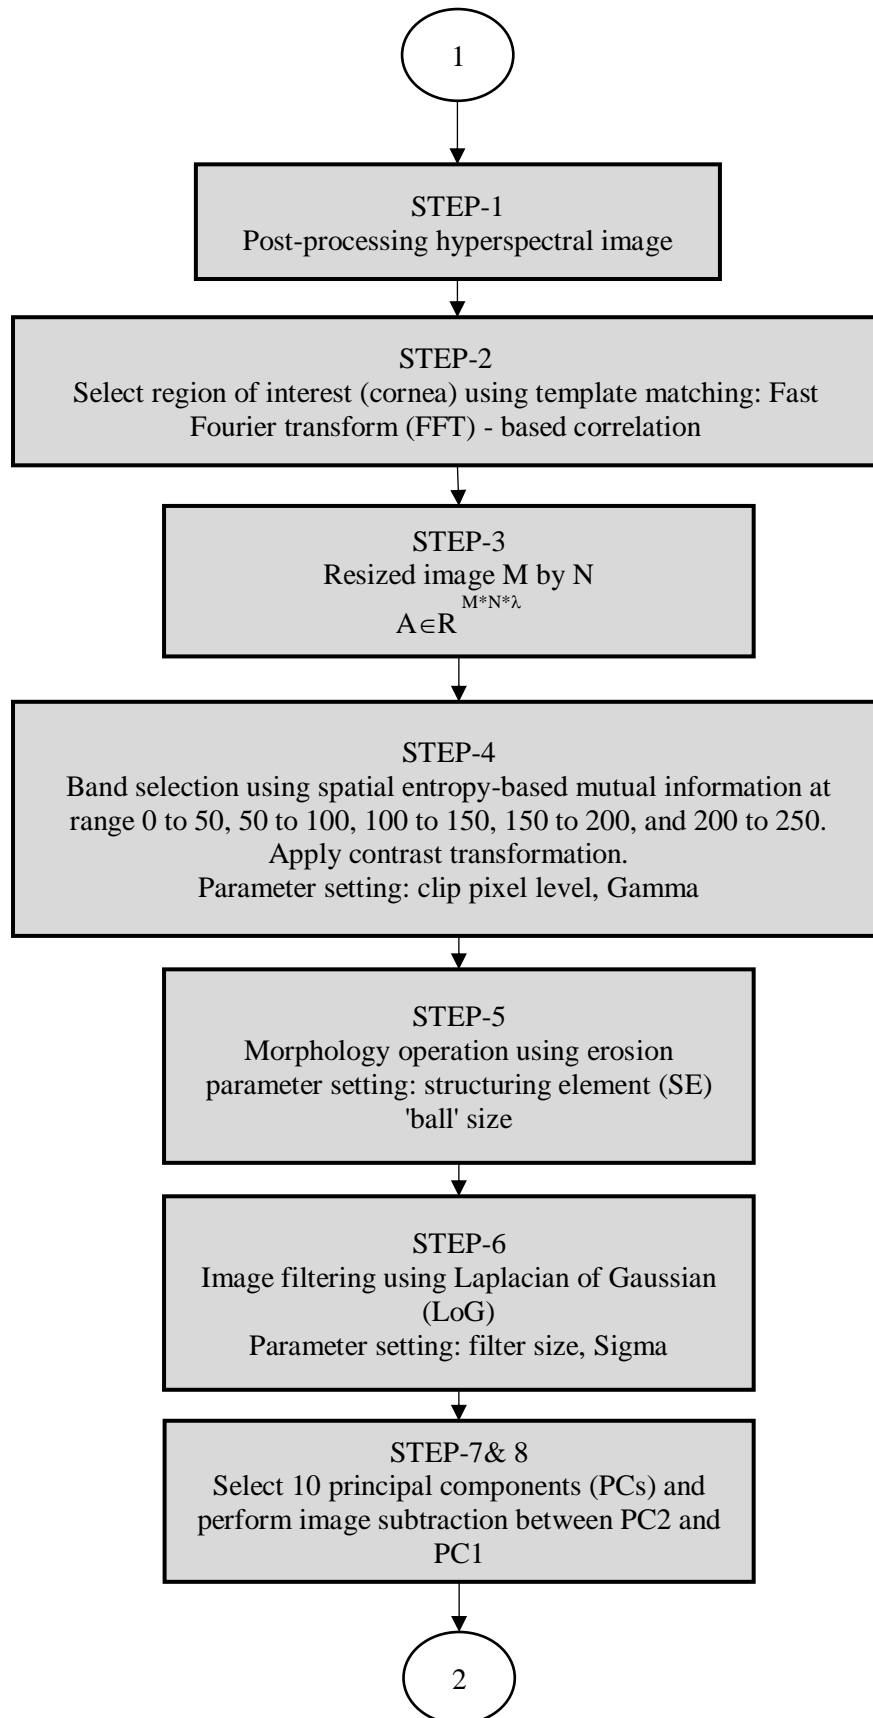 1
STEP-1
Post-processing hyperspectral image
STEP-2
Select region of interest (cornea) using template matching: Fast
Fourier transform (FFT) - based correlation
STEP-3
Resized image M by N
A∈R^{M*N*λ}
STEP-4
Band selection using spatial entropy-based mutual information at
range 0 to 50, 50 to 100, 100 to 150, 150 to 200, and 200 to 250.
Apply contrast transformation.
Parameter setting: clip pixel level, Gamma
STEP-5
Morphology operation using erosion
parameter setting: structuring element (SE)
'ball' size
STEP-6
Image filtering using Laplacian of Gaussian
(LoG)
Parameter setting: filter size, Sigma
STEP-7& 8
Select 10 principal components (PCs) and
perform image subtraction between PC2 and
PC1
2